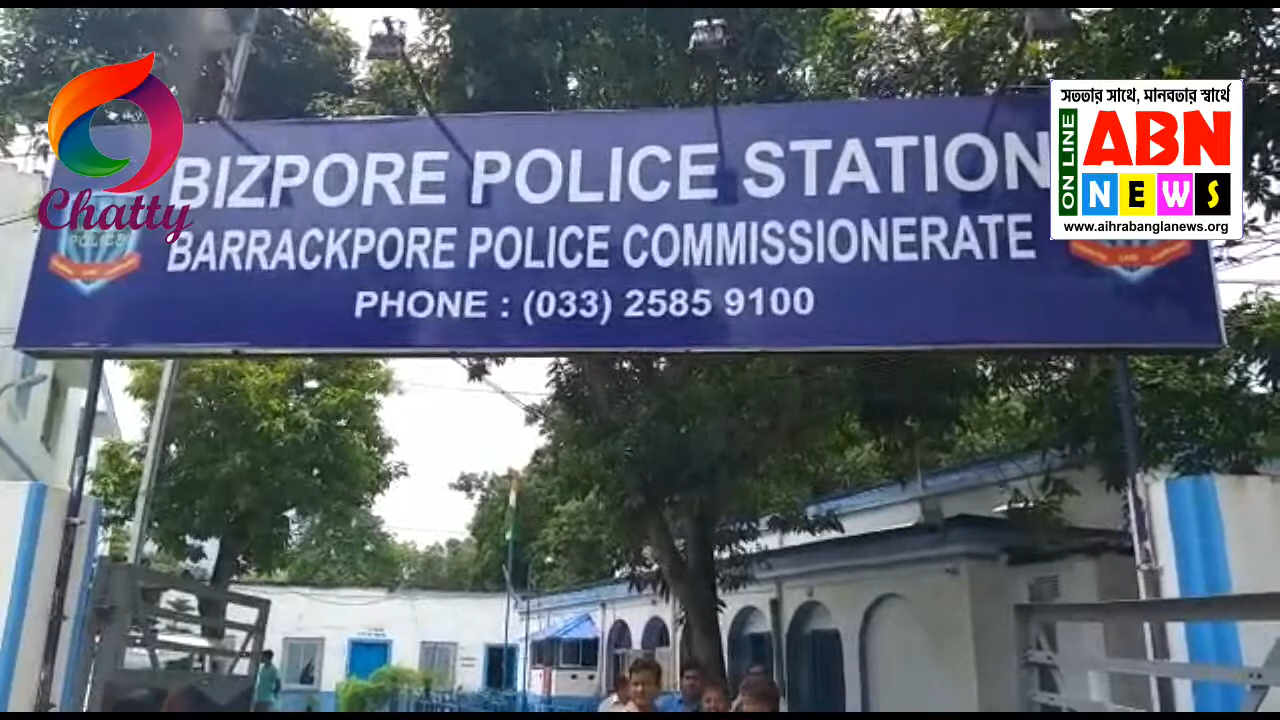 সততার সাথে, মানবতার স্বার্থে
ON LINE
ABN
NEWS
www.aihrabanglanews.org
Chatty
BIZPORE POLICE STATION
BARRACKPORE POLICE COMMISSIONERATE
PHONE : (033) 2585 9100
POLICE